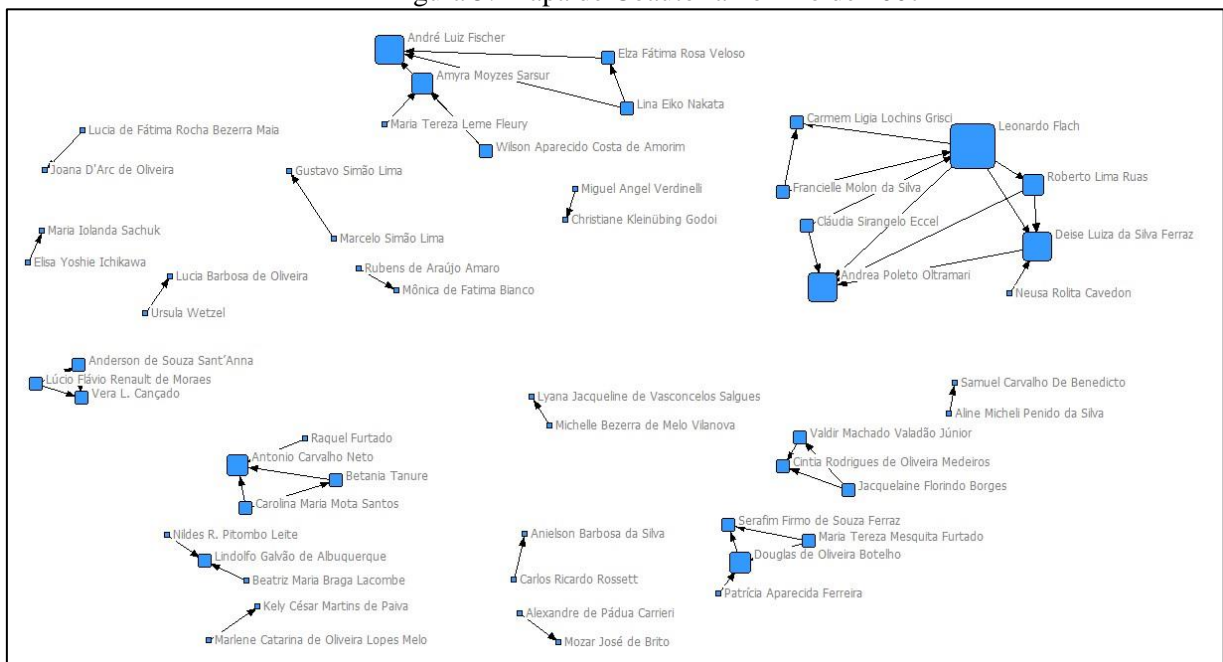 André Luiz Fischer
Elza Fátima Rosa Veloso
Amyra Moyzes Sarsur
Lina Eiko Nakata
Maria Tereza Leme Fleury
Wilson Aparecido Costa de Amorim
Carmem Ligia Lochins Grisci
Leonardo Flach
Lucia de Fátima Rocha Bezerra Maia
Joana D'Arc de Oliveira
Gustavo Simão Lima
Miguel Angel Verdinelli
Francielle Molon da Silva
Roberto Lima Ruas
Christiane Kleinübing Godoi
Cláudia Sirangelo Eccel
Maria Iolanda Sachuk
Marcelo Simão Lima
Deise Luiza da Silva Ferraz
Elisa Yoshie Ichikawa
Rubens de Araújo Amaro
Andrea Poleto Oltramari
Lucia Barbosa de Oliveira
Mônica de Fatima Bianco
Neusa Rolita Cavedon
Ursula Wetzel
Anderson de Souza Sant'Anna
Lúcio Flávio Renault de Moraes
Vera L. Cançado
Samuel Carvalho De Benedicto
Lyana Jacqueline de Vasconcelos Salgues
Aline Micheli Penido da Silva
Michelle Bezerra de Melo Vilanova
Raquel Furtado
Valdir Machado Valadão Júnior
Antonio Carvalho Neto
Cintia Rodrigues de Oliveira Medeiros
Betania Tanure
Jacquelaine Florindo Borges
Carolina Maria Mota Santos
Serafim Firmo de Souza Ferraz
Nildes R. Pitombo Leite
Anielson Barbosa da Silva
Maria Tereza Mesquita Furtado
Lindolfo Galvão de Albuquerque
Douglas de Oliveira Botelho
Beatriz Maria Braga Lacombe
Carlos Ricardo Rossett
Patrícia Aparecida Ferreira
Kely César Martins de Paiva
Alexandre de Pádua Carrieri
Marlene Catarina de Oliveira Lopes Melo
Mozar José de Brito